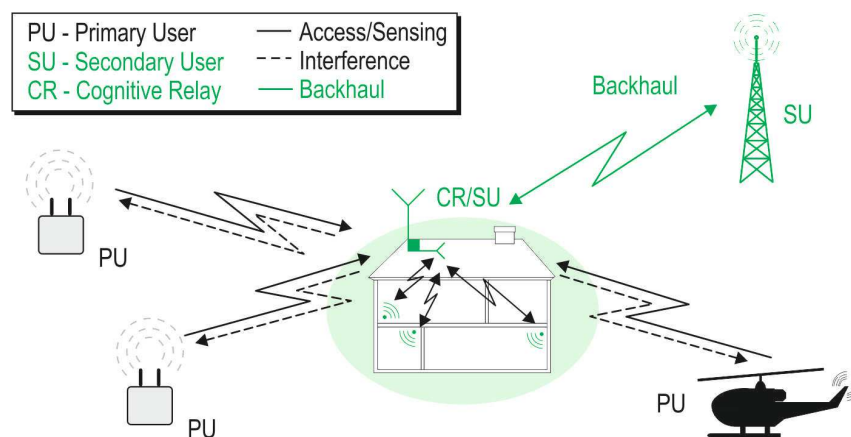 PU - Primary User
SU - Secondary User
CR - Cognitive Relay
Access/Sensing
Interference
Backhaul
Backhaul
SU
CR/SU
PU
PU
PU